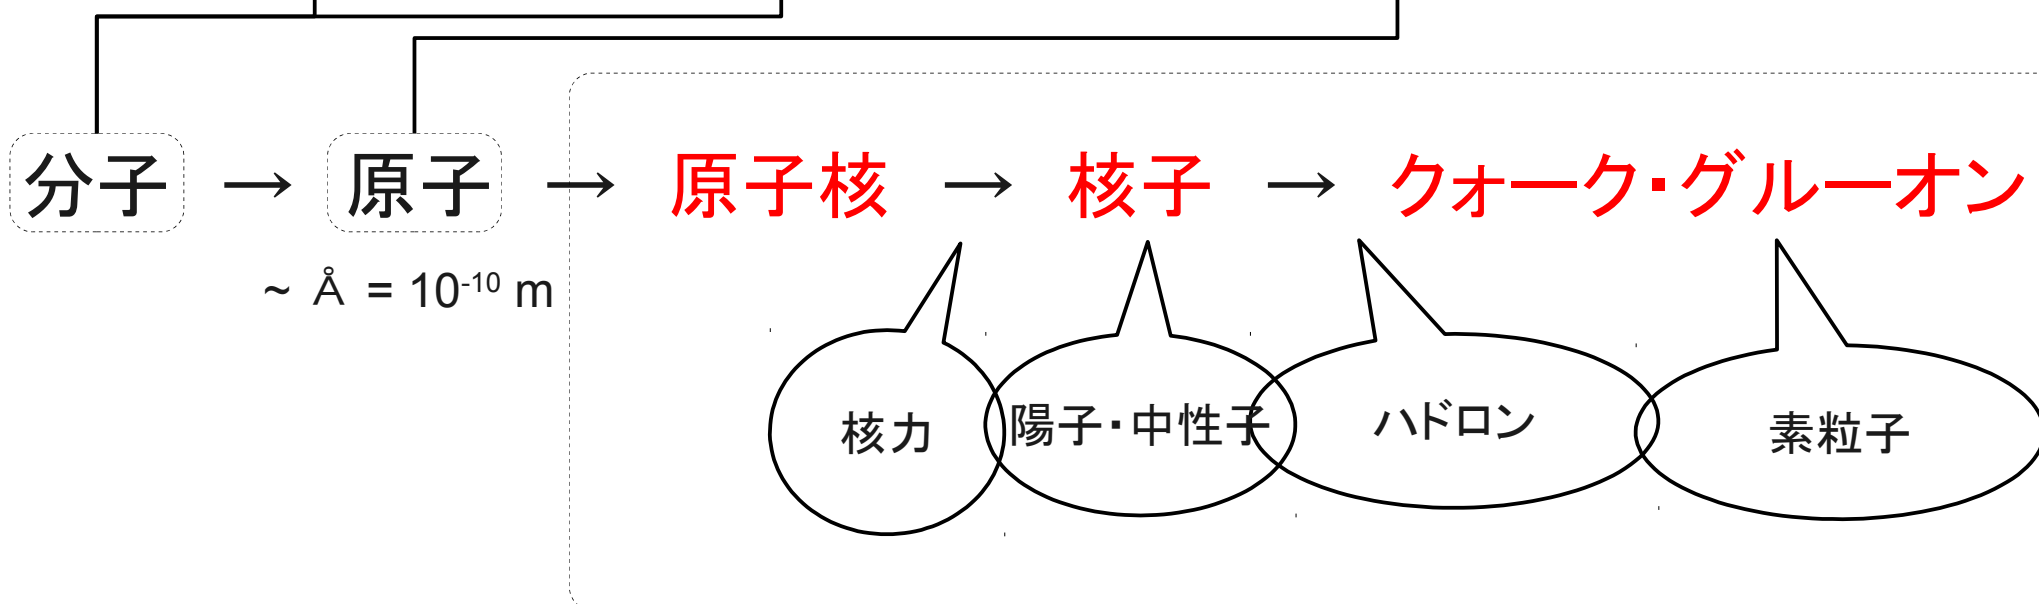 分子 → 原子 → 原子核 → 核子 → クォーク・グルーオン
~ Å = 10⁻¹⁰ m
核力 陽子・中性子 ハドロン 素粒子